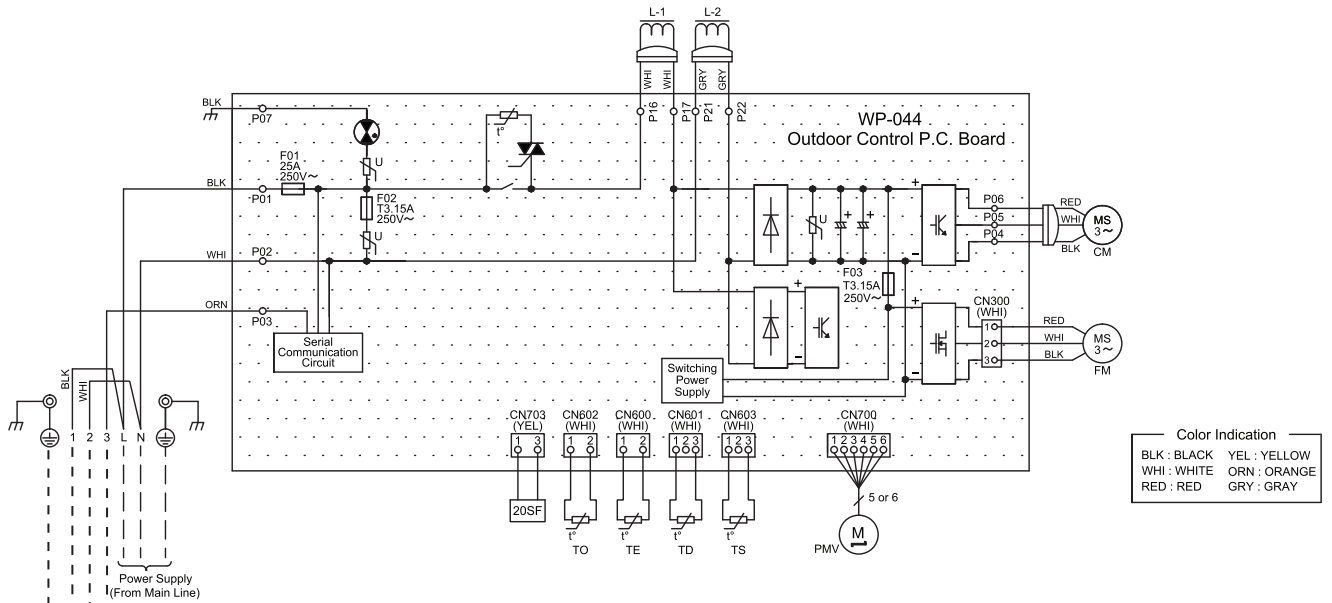 L-1 L-2
WHI WHI GRY GRY
BLK
P07
P16 P17 P21 P22
WP-044
Outdoor Control P.C. Board
t°
U
F01
25A
250V~
BLK
P01
F02
T3.15A
250V~
U
U
+ + + +
-
P06
P05
P04
RED
WHI
BLK
MS
3~
CM
WHI
P02
F03
T3.15A
250V~
ORN
P03
+
-
+
-
CN300
(WHI)
1
2
3
RED
WHI
BLK
MS
3~
FM
Serial
Communication
Circuit
Switching
Power
Supply
BLK
WHI
1 2 3 L N
CN703
(YEL)
1 3
CN602
(WHI)
1 2
CN600
(WHI)
1 2
CN601
(WHI)
1 2 3
CN603
(WHI)
1 2 3
CN700
(WHI)
1 2 3 4 5 6
20SF
t°
TO
t°
TE
t°
TD
t°
TS
5 or 6
M
PMV
Power Supply
(From Main Line)
Color Indication
BLK : BLACK YEL : YELLOW
WHI : WHITE ORN : ORANGE
RED : RED GRY : GRAY